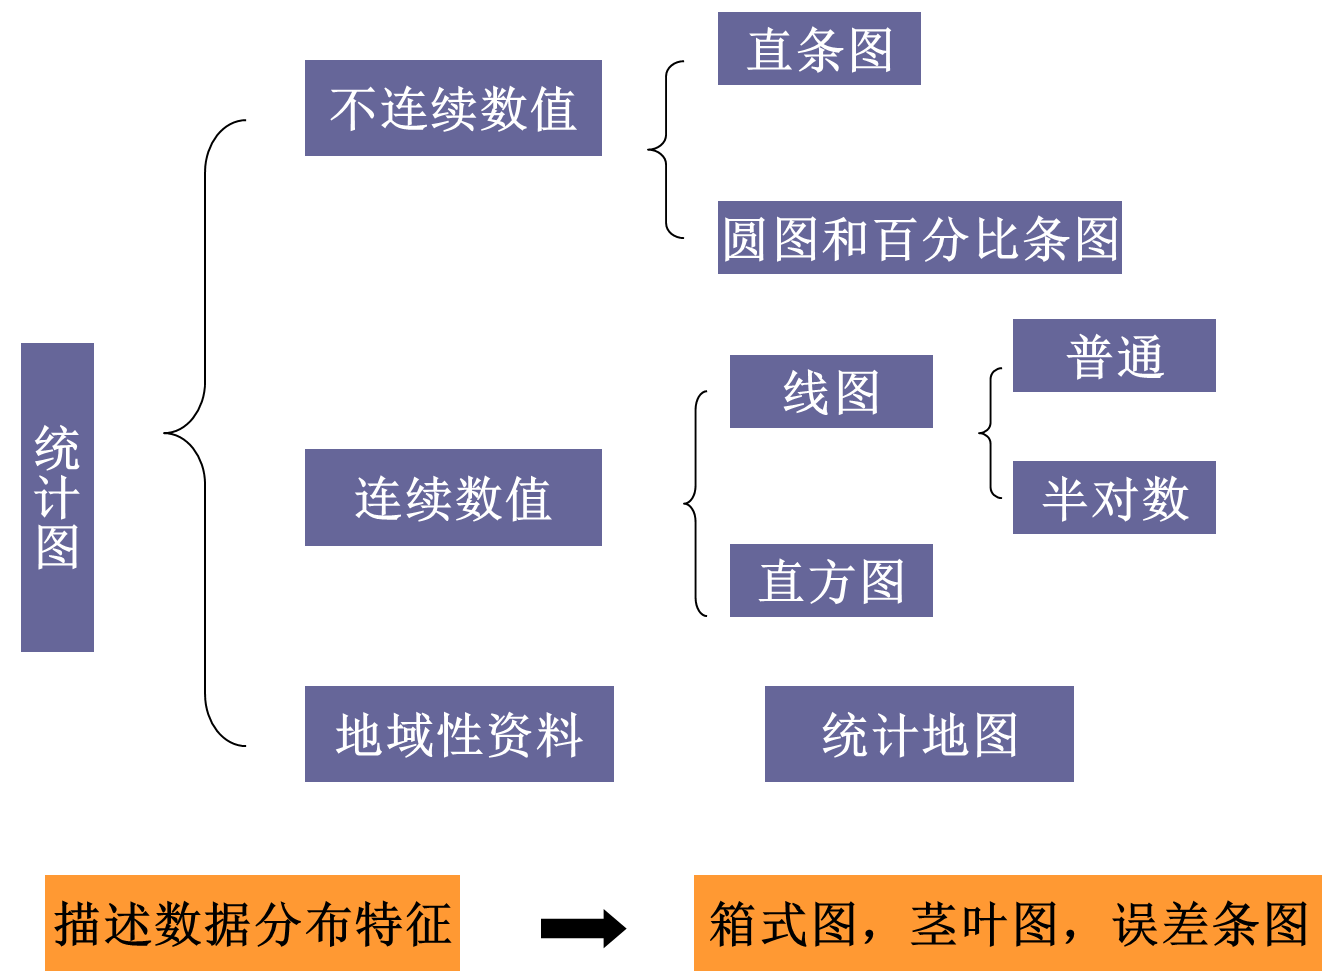 统计图
不连续数值
直条图
圆图和百分比条图
连续数值
线图
普通
半对数
直方图
地域性资料
统计地图
描述数据分布特征
箱式图，茎叶图，误差条图